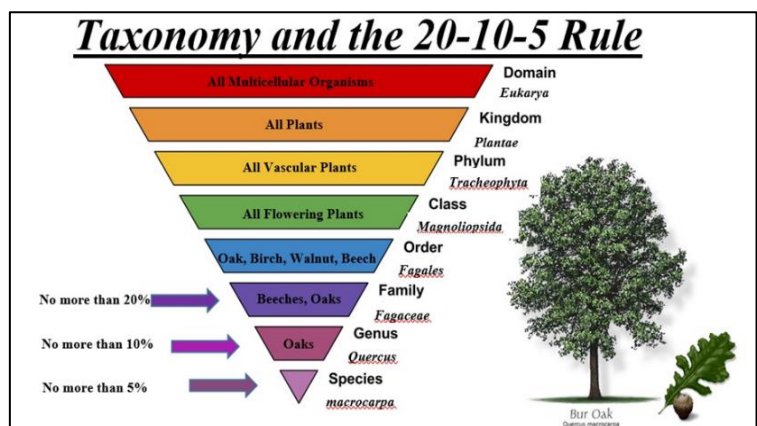 Taxonomy and the 20-10-5 Rule
All Multicellular Organisms
Domain
Eukarya
All Plants
Kingdom
Plantae
All Vascular Plants
Phylum
Tracheophyta
All Flowering Plants
Class
Magnoliopsida
Oak, Birch, Walnut, Beech
Order
Fagales
No more than 20%
Beeches, Oaks
Family
Fagaceae
No more than 10%
Oaks
Genus
Quercus
No more than 5%
Species
macrocarpa
Bur Oak
Quercus macrocarpa